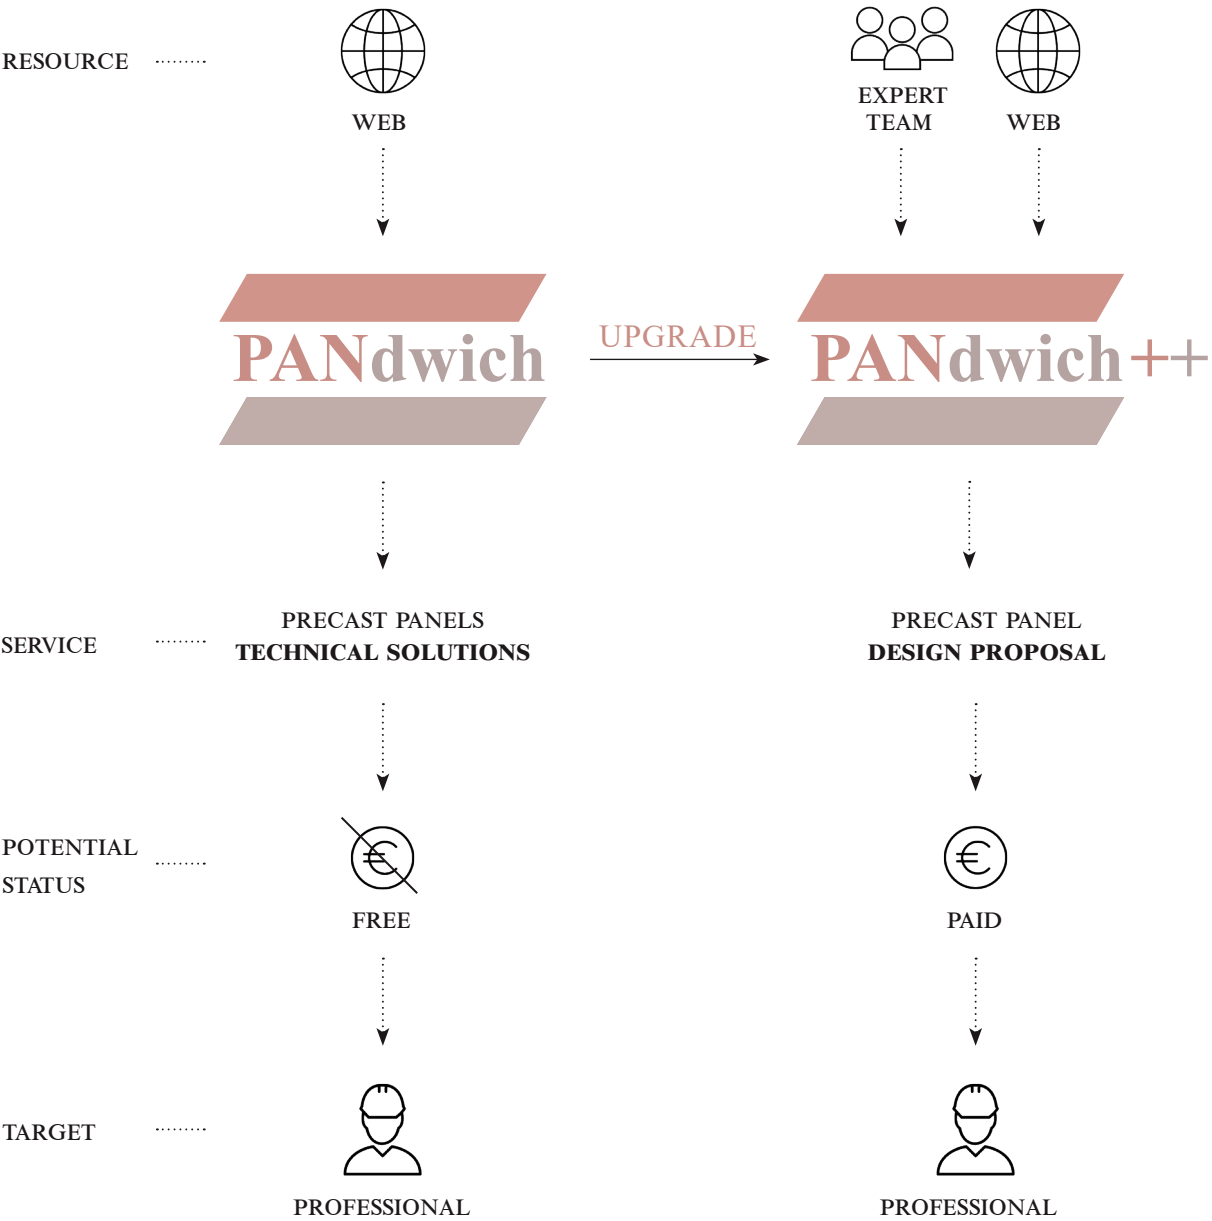 RESOURCE
WEB
EXPERT
TEAM
WEB
PANdwich
UPGRADE
PANdwich++
SERVICE
PRECAST PANELS
TECHNICAL SOLUTIONS
PRECAST PANEL
DESIGN PROPOSAL
POTENTIAL
STATUS
€
FREE
€
PAID
TARGET
PROFESSIONAL
PROFESSIONAL